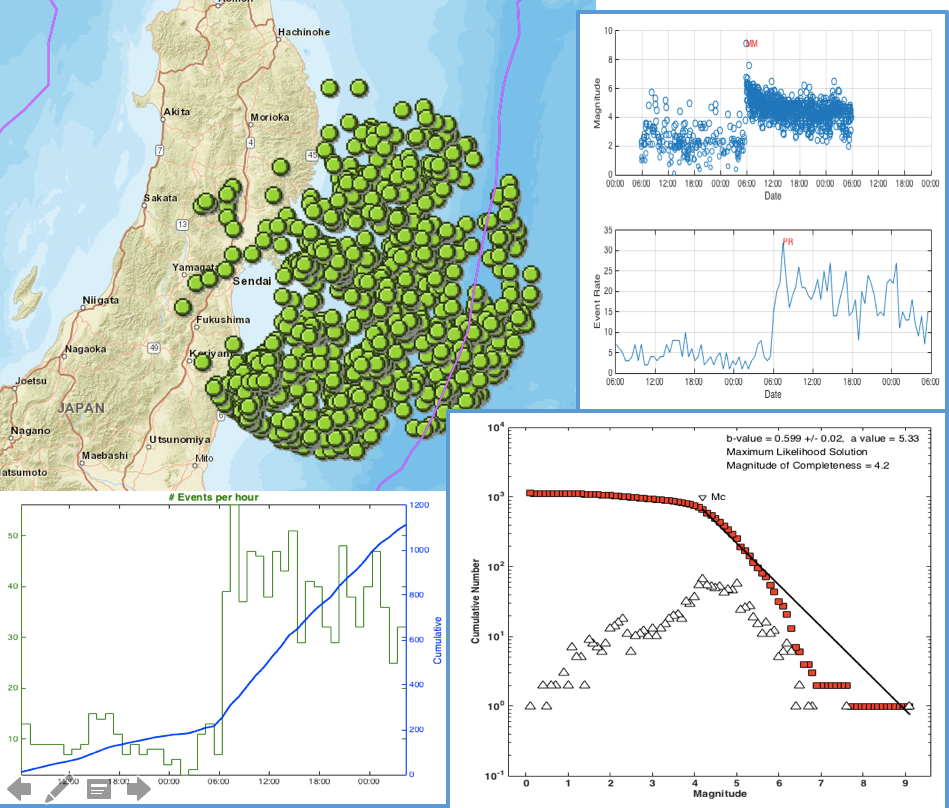 Hachinohe
Akita
Morioka
7
4
45
Sakata
13
Yamagata
Sendai
Niigata
Fukushima
49
Nagaoka
Koriyam
Joetsu
6
JAPAN
Nagano
Utsunomiya
Maebashi
Mito
atsumoto
10
8
6
4
2
0
Magnitude
MM
00:00 06:00 12:00 18:00 00:00 06:00 12:00 18:00 00:00 06:00 12:00 18:00 00:00
Date
35
30
25
20
15
10
5
0
Event Rate
PR
06:00 12:00 18:00 00:00 06:00 12:00 18:00 00:00 06:00
Date
# Events per hour
50
40
30
20
10
1200
1000
800
600
400
200
0
Cumulative
12:00 18:00 00:00 06:00 12:00 18:00 00:00
b-value = 0.599 +/- 0.02, a value = 5.33
Maximum Likelihood Solution
Magnitude of Completeness = 4.2
Mc
10^4
10^3
10^2
10^1
10^0
10^-1
Cumulative Number
0 1 2 3 4 5 6 7 8 9
Magnitude